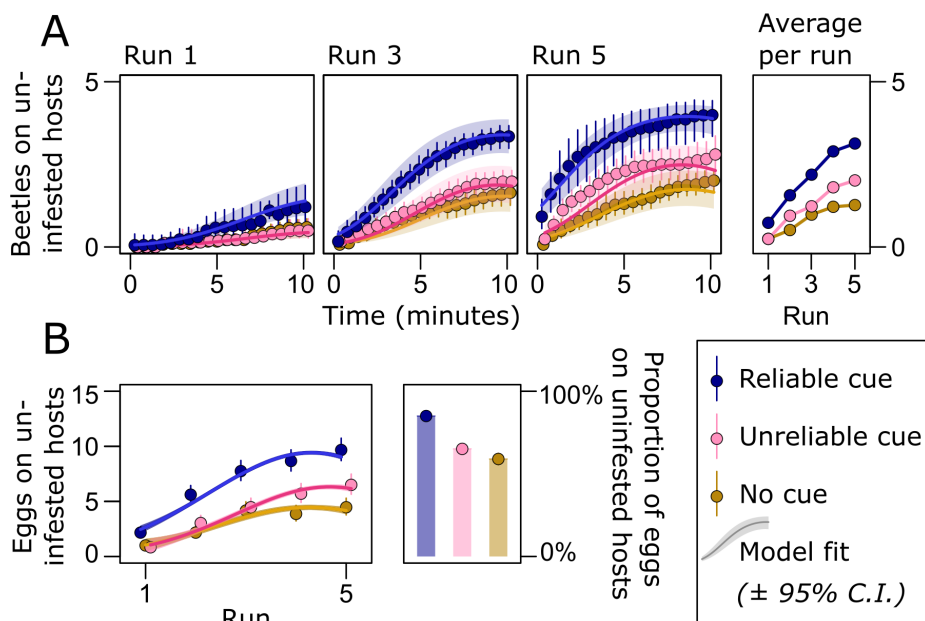 A
Run 1
Run 3
Run 5
Average
per run
Beetles on un-
infested hosts
5
0
5
0
0
5
10
0
5
10
0
5
10
1
3
5
Time (minutes)
Run
B
Eggs on un-
infested hosts
15
10
5
0
1
5
Run
100%
0%
Proportion of eggs
on uninfested hosts
Reliable cue
Unreliable cue
No cue
Model fit
(± 95% C.I.)